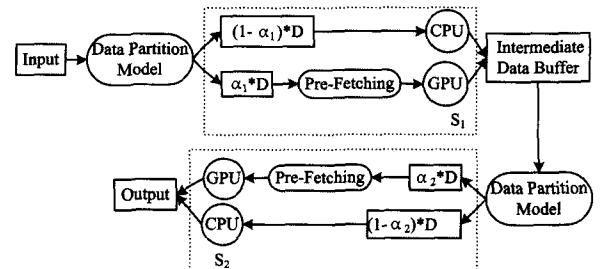 Input
Data Partition
Model
(1- α₁)*D
CPU
α₁*D
Pre-Fetching
GPU
S₁
Intermediate
Data Buffer
Output
GPU
Pre-Fetching
α₂*D
CPU
(1- α₂)*D
S₂
Data Partition
Model